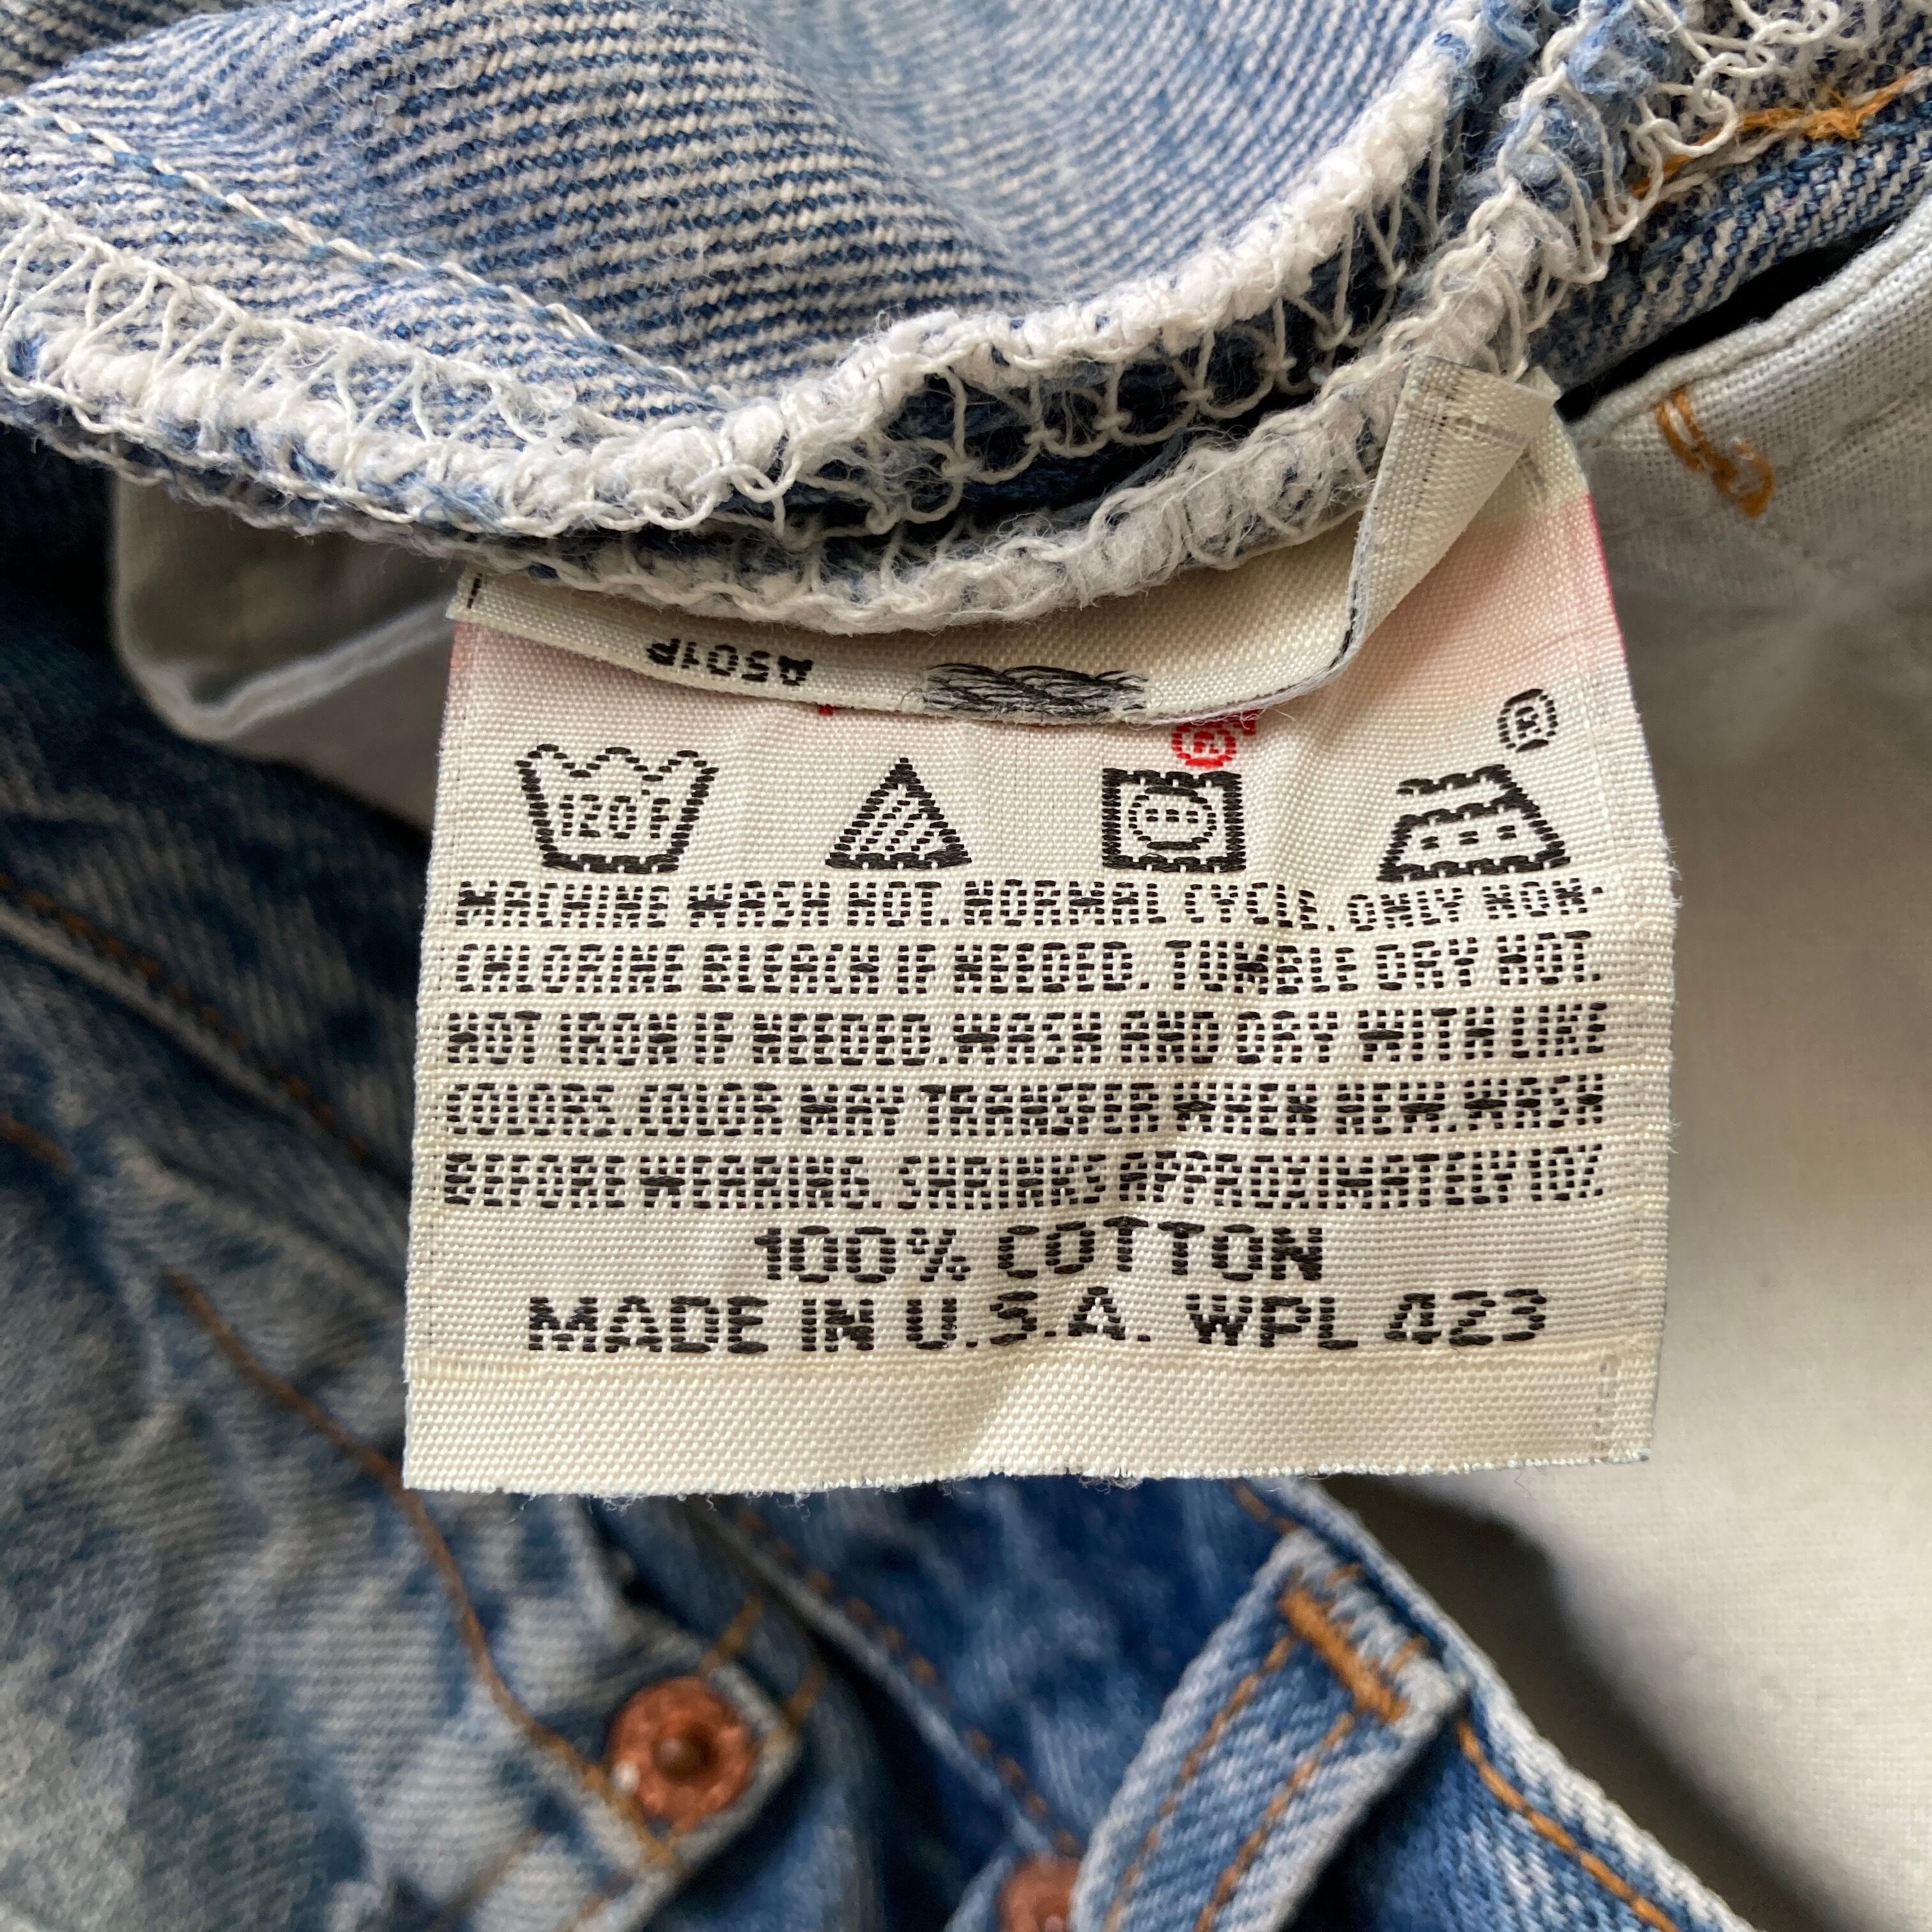 A501P
®
®
120°F
MACHINE WASH HOT. NORMAL CYCLE. ONLY NON-
CHLORINE BLEACH IF NEEDED. TUMBLE DRY HOT.
HOT IRON IF NEEDED. WASH AND DRY WITH LIKE
COLORS. COLOR MAY TRANSFER WHEN NEW. WASH
BEFORE WEARING. SHRINKS APPROXIMATELY 10%
100% COTTON
MADE IN U.S.A. WPL 423